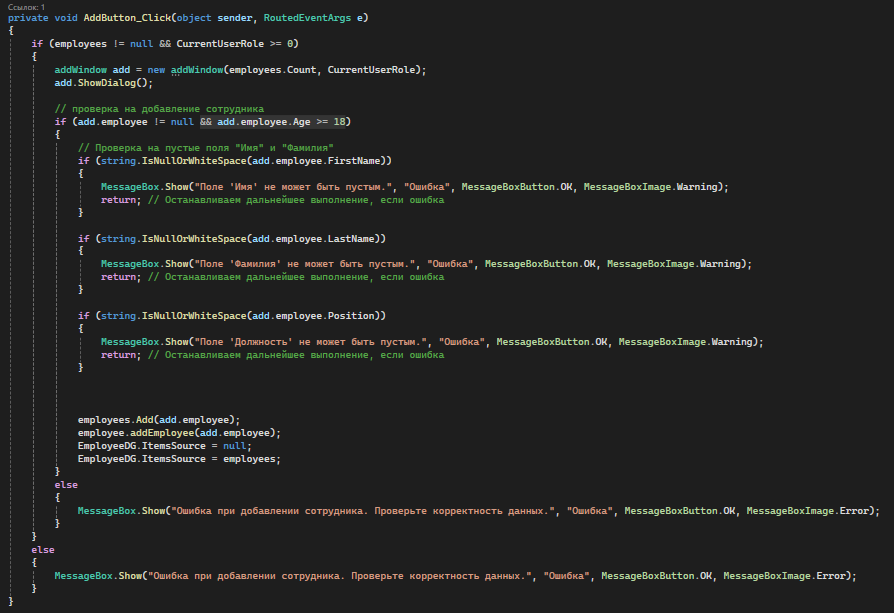 Ссылок: 1
private void AddButton_Click(object sender, RoutedEventArgs e)
{
if (employees != null && CurrentUserRole >= 0)
{
addWindow add = new addWindow(employees.Count, CurrentUserRole);
add.ShowDialog();
// проверка на добавление сотрудника
if (add.employee != null && add.employee.Age >= 18)
{
// Проверка на пустые поля "Имя" и "Фамилия"
if (string.IsNullOrWhiteSpace(add.employee.FirstName))
{
MessageBox.Show("Поле 'Имя' не может быть пустым.", "Ошибка", MessageBoxButton.OK, MessageBoxImage.Warning);
return; // Останавливаем дальнейшее выполнение, если ошибка
}
if (string.IsNullOrWhiteSpace(add.employee.LastName))
{
MessageBox.Show("Поле 'Фамилия' не может быть пустым.", "Ошибка", MessageBoxButton.OK, MessageBoxImage.Warning);
return; // Останавливаем дальнейшее выполнение, если ошибка
}
if (string.IsNullOrWhiteSpace(add.employee.Position))
{
MessageBox.Show("Поле 'Должность' не может быть пустым.", "Ошибка", MessageBoxButton.OK, MessageBoxImage.Warning);
return; // Останавливаем дальнейшее выполнение, если ошибка
}
employees.Add(add.employee);
employee.addEmployee(add.employee);
EmployeeDG.ItemsSource = null;
EmployeeDG.ItemsSource = employees;
}
else
{
MessageBox.Show("Ошибка при добавлении сотрудника. Проверьте корректность данных.", "Ошибка", MessageBoxButton.OK, MessageBoxImage.Error);
}
}
else
{
MessageBox.Show("Ошибка при добавлении сотрудника. Проверьте корректность данных.", "Ошибка", MessageBoxButton.OK, MessageBoxImage.Error);
}
}